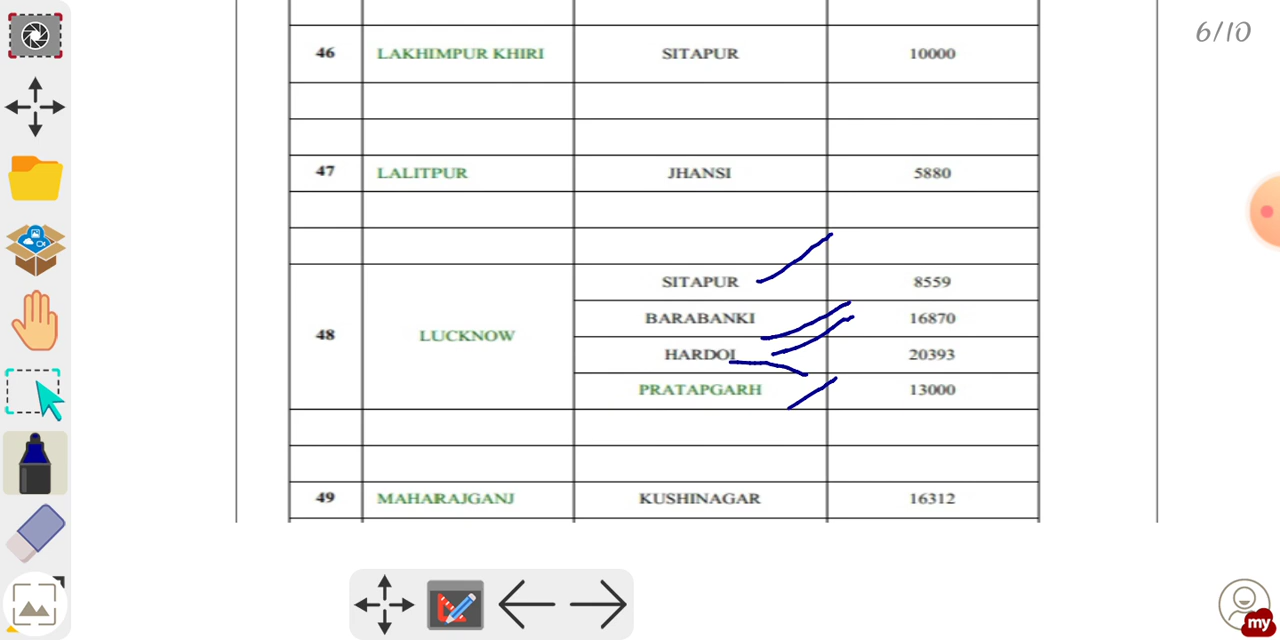 6/10
46 LAKHIMPUR KHIRI SITAPUR 10000
47 LALITPUR JHANSI 5880
48 LUCKNOW SITAPUR 8559
BARABANKI 16870
HARDOI 20393
PRATAPGARH 13000
49 MAHARAJGANJ KUSHINAGAR 16312
my